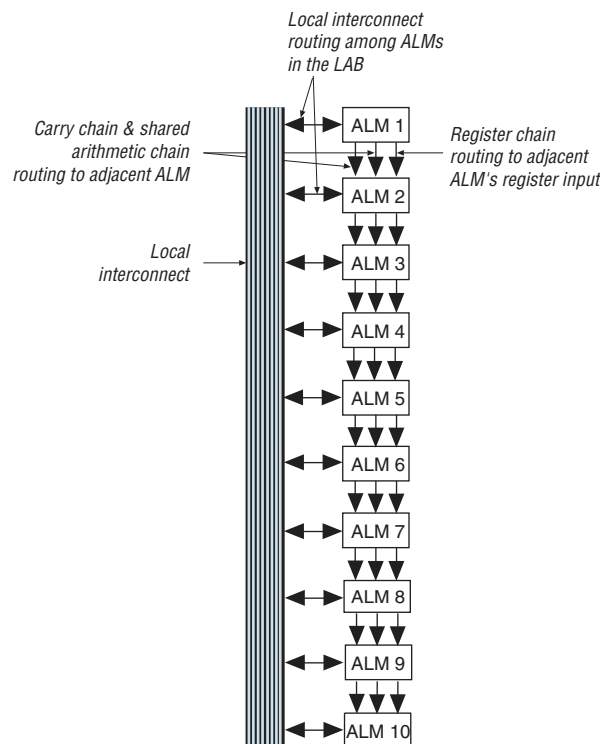 Local interconnect
routing among ALMs
in the LAB
Carry chain & shared
arithmetic chain
routing to adjacent ALM
Register chain
routing to adjacent
ALM's register input
Local
interconnect
ALM 1
ALM 2
ALM 3
ALM 4
ALM 5
ALM 6
ALM 7
ALM 8
ALM 9
ALM 10